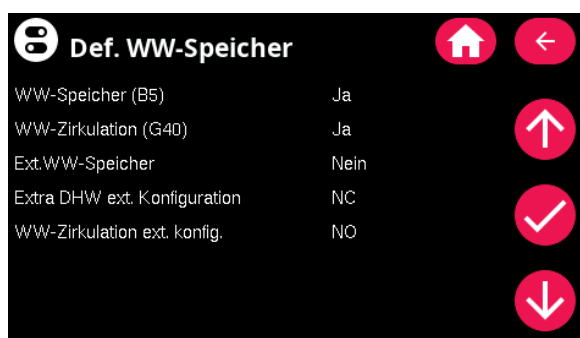 Def. WW-Speicher
WW-Speicher (B5) Ja
WW-Zirkulation (G40) Ja
Ext.WW-Speicher Nein
Extra DHW ext. Konfiguration NC
WW-Zirkulation ext. konfig. NO